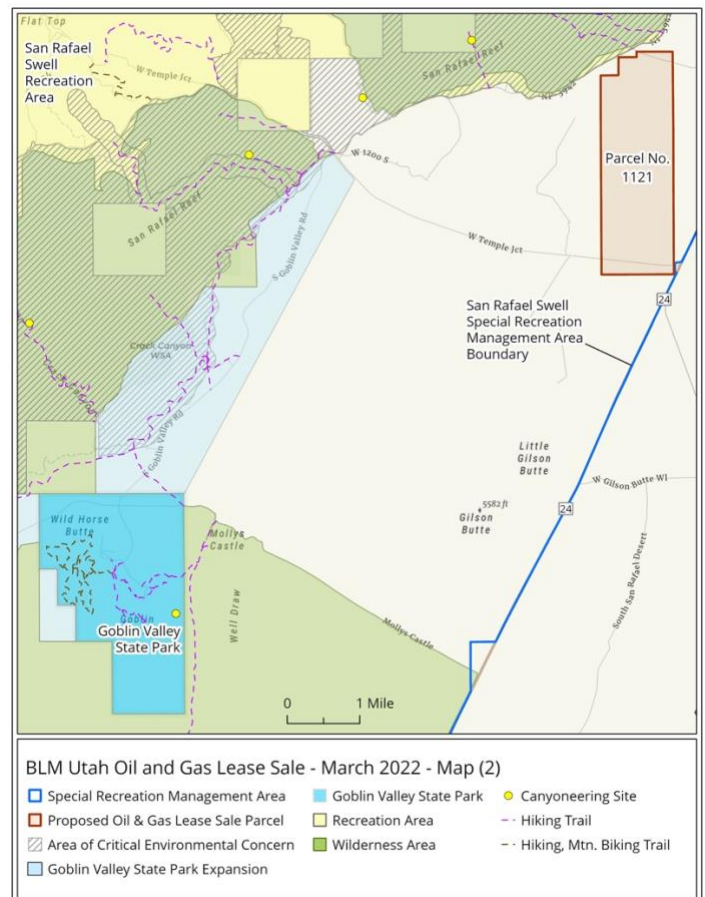 Flat Top
San Rafael
Swell
Recreation
Area
W Temple Jct
San Rafael Reef
NF-3942
NF-3942
Parcel No.
1121
W 1200 S
San Rafael Reef
S Goblin Valley Rd
W Temple Jct
24
San Rafael Swell
Special Recreation
Management Area
Boundary
Crack Canyon
WSA
Crack Canyon
S Goblin Valley Rd
Little
Gilson
Butte
W Gilson Butte Wl
5582 ft
Gilson
Butte
24
Wild Horse
Butte
Mollys
Castle
South San Rafael Desert
Well Draw
Mollys Castle
Goblin
Goblin Valley
State Park
0 1 Mile
BLM Utah Oil and Gas Lease Sale - March 2022 - Map (2)
Special Recreation Management Area
Goblin Valley State Park
Canyoneering Site
Proposed Oil & Gas Lease Sale Parcel
Recreation Area
Hiking Trail
Area of Critical Environmental Concern
Wilderness Area
Hiking, Mtn. Biking Trail
Goblin Valley State Park Expansion